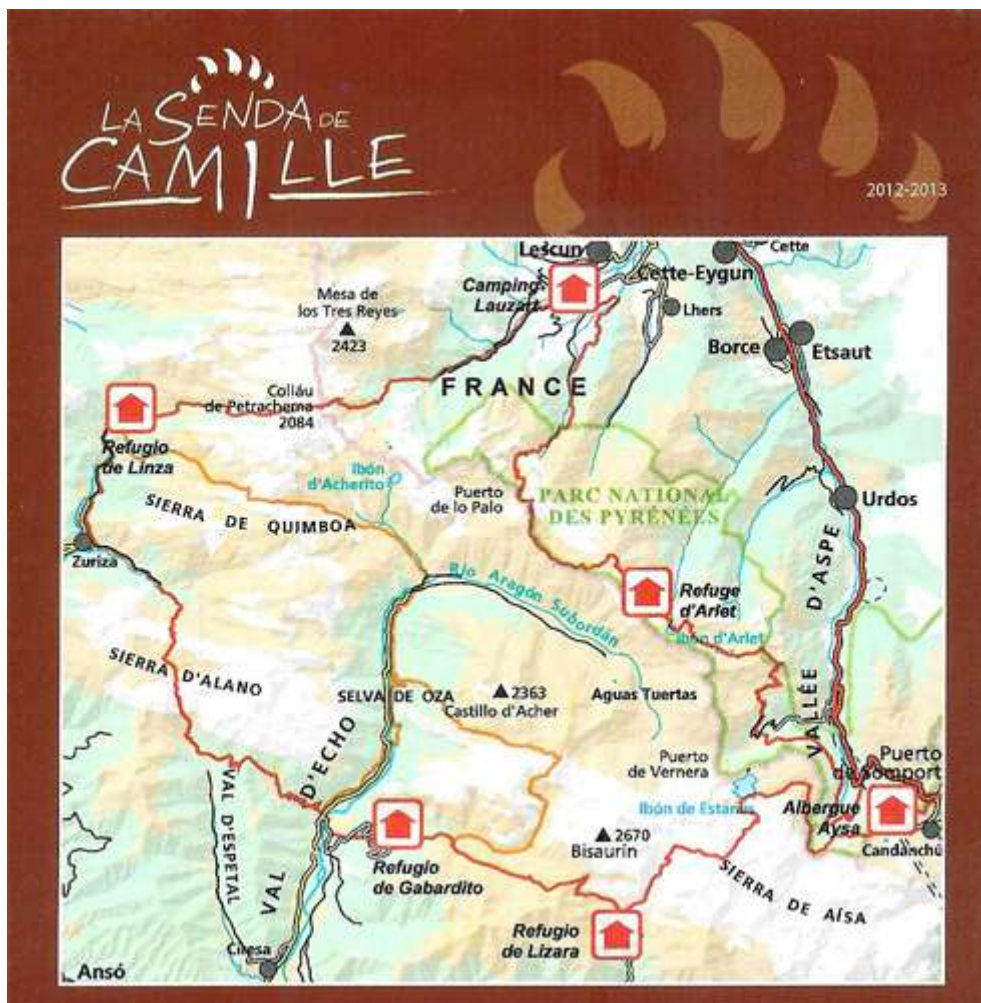 LA SENDA DE
CAMILLE
2012-2013
Lescun
Cette
Cette-Eygun
Camping
Lauzart
Lhers
Mesa de
los Tres Reyes
2423
Borce
Etsaut
FRANCE
Colláu
de Petrachema
2084
Refugio
de Linza
Ibón
d'Acherito
Puerto
de lo Palo
PARC NATIONAL
DES PYRÉNÉES
Urdos
SIERRA DE QUIMBOA
Zuriza
Río Aragón Subordán
Refuge
d'Arlet
Ibón d'Arlet
VALLÉE D'ASPE
SIERRA D'ALANO
SELVA DE OZA
2363
Castillo d'Acher
Aguas Tuertas
Puerto
de Vernera
Puerto
de Somport
VAL D'ECHO
Ibón de Estanés
Albergue
Aysa
Candanchú
VAL D'ESPETAL
2670
Bisaurín
Refugio
de Gabardito
SIERRA DE AÍSA
Refugio
de Lizara
Ciresa
Ansó